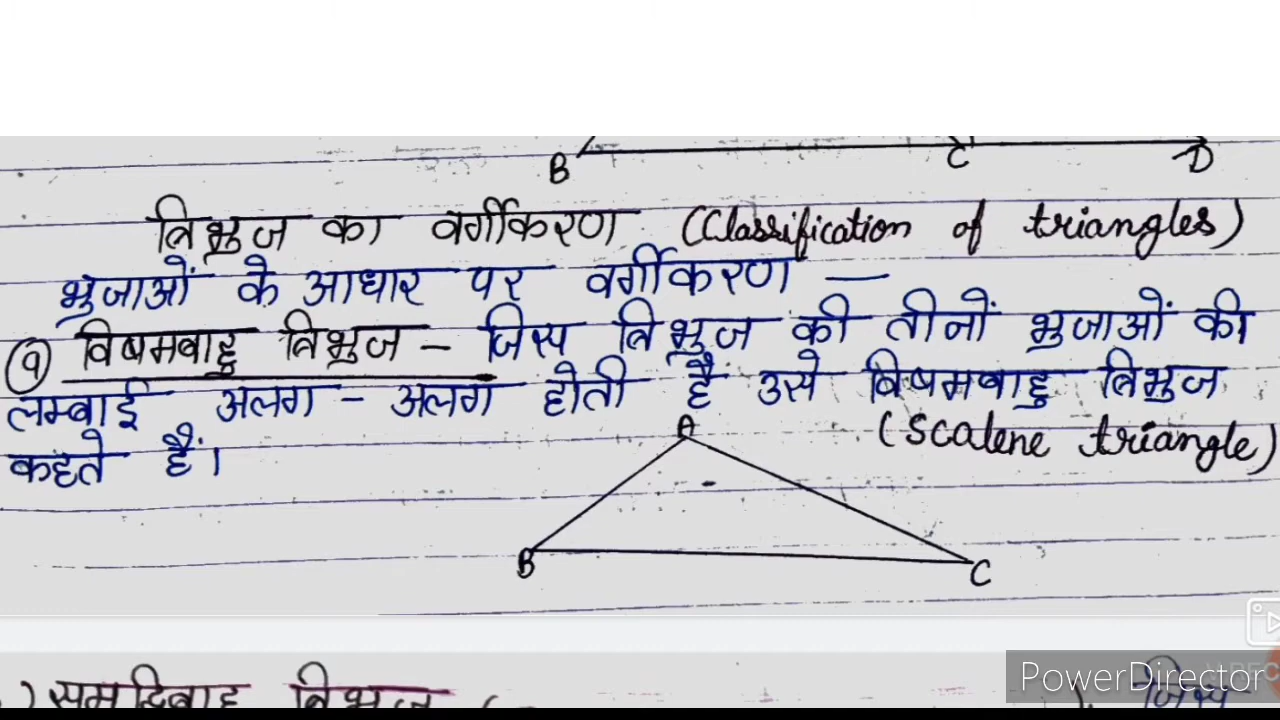 B C D
त्रिभुज का वर्गीकरण (Classification of triangles)
भुजाओं के आधार पर वर्गीकरण —
(a) विषमबाहु त्रिभुज – जिस त्रिभुज की तीनों भुजाओं की
लम्बाई अलग - अलग होती है उसे विषमबाहु त्रिभुज
कहते हैं। (Scalene triangle)
A
B C
समद्विबाहु त्रिभुज ( ). जिस
PowerDirector